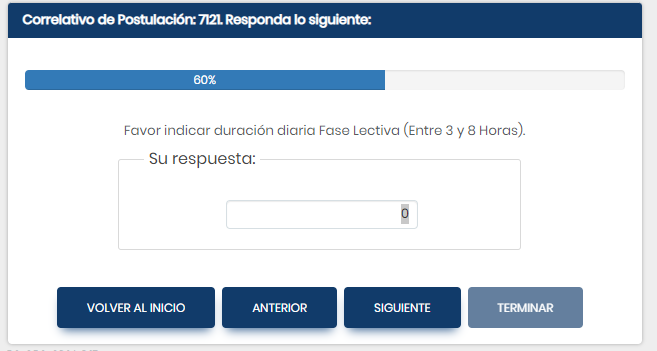 Correlativo de Postulación: 7121. Responda lo siguiente:
60%
Favor indicar duración diaria Fase Lectiva (Entre 3 y 8 Horas).
Su respuesta:
0
VOLVER AL INICIO
ANTERIOR
SIGUIENTE
TERMINAR